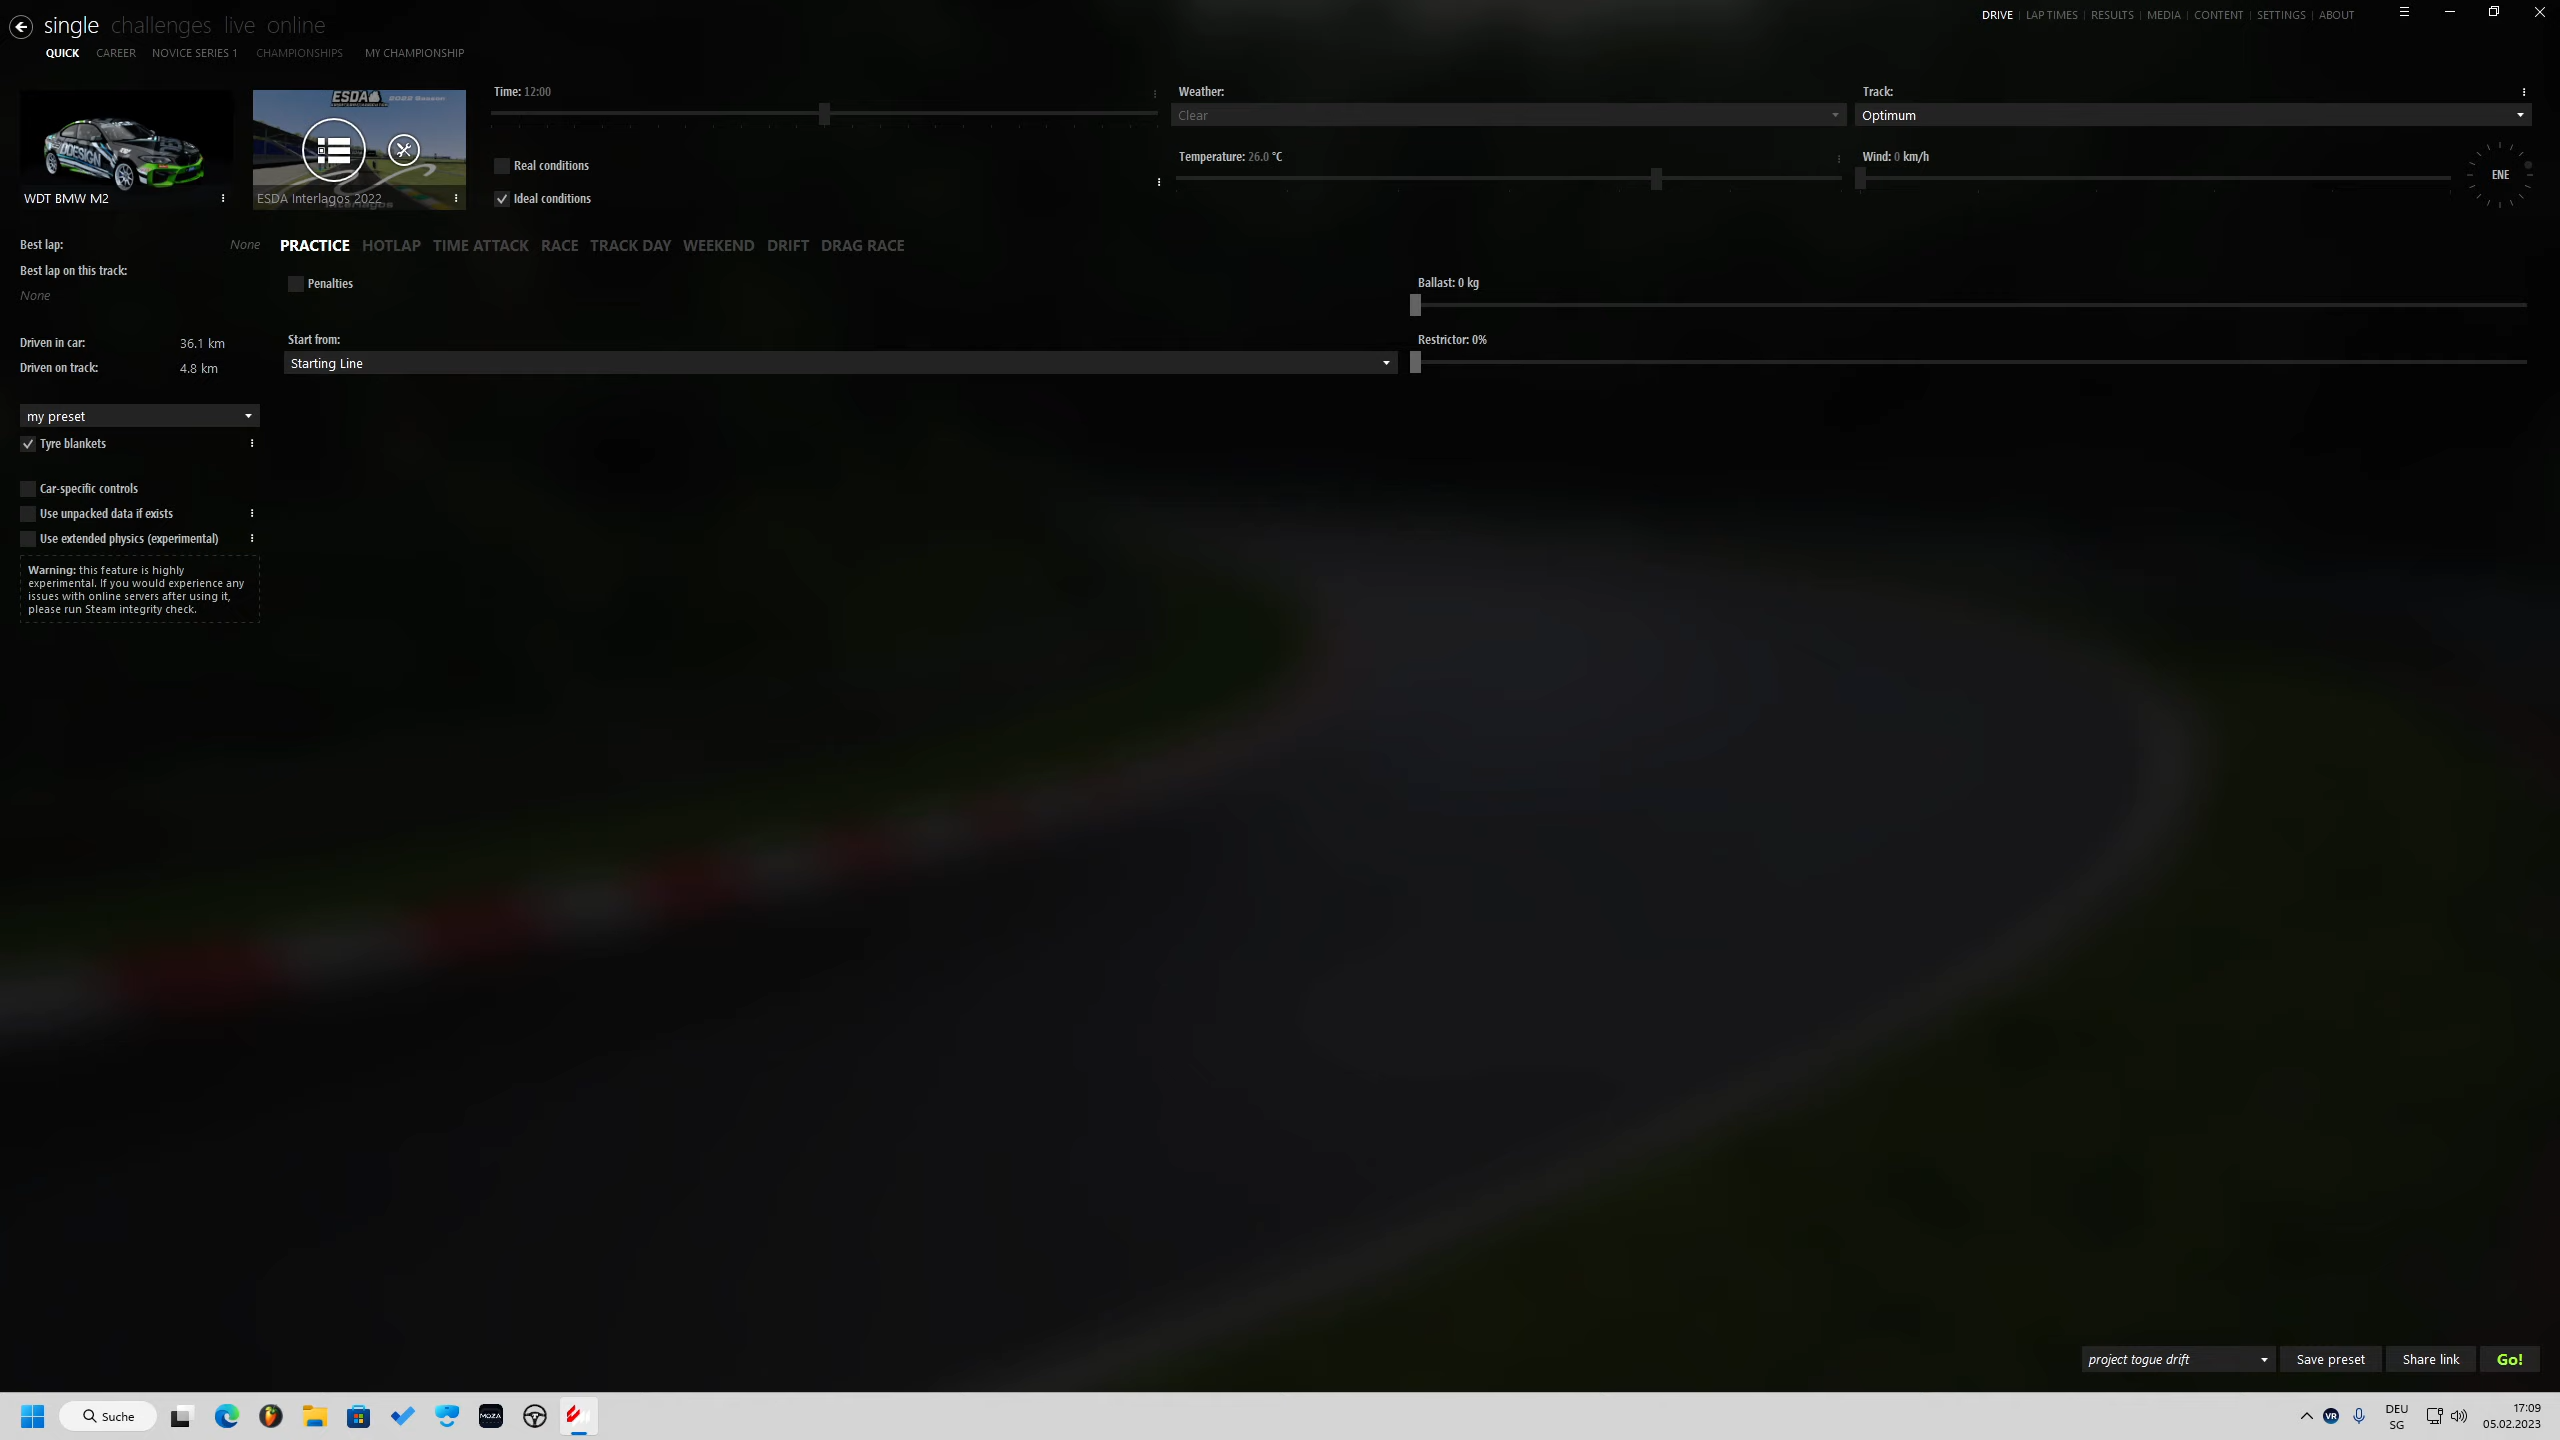 single challenges live online
DRIVE LAP TIMES RESULTS MEDIA CONTENT SETTINGS ABOUT
QUICK CAREER NOVICE SERIES 1 CHAMPIONSHIPS MY CHAMPIONSHIP
Time: 12:00
Weather:
Track:
ESDA
2022 Season
Clear
Optimum
DESIGN
Temperature: 26.0 °C
Wind: 0 km/h
Real conditions
ENE
WDT BMW M2
ESDA Interlagos 2022
Ideal conditions
Interlagos
Best lap: None
PRACTICE HOTLAP TIME ATTACK RACE TRACK DAY WEEKEND DRIFT DRAG RACE
Best lap on this track:
None
Penalties
Ballast: 0 kg
Driven in car: 36.1 km
Start from:
Restrictor: 0%
Driven on track: 4.8 km
Starting Line
my preset
Tyre blankets
Car-specific controls
Use unpacked data if exists
Use extended physics (experimental)
Warning: this feature is highly
experimental. If you would experience any
issues with online servers after using it,
please run Steam integrity check.
project togue drift
Save preset
Share link
Go!
Suche
MOZA
VR
DEU
SG
17:09
05.02.2023